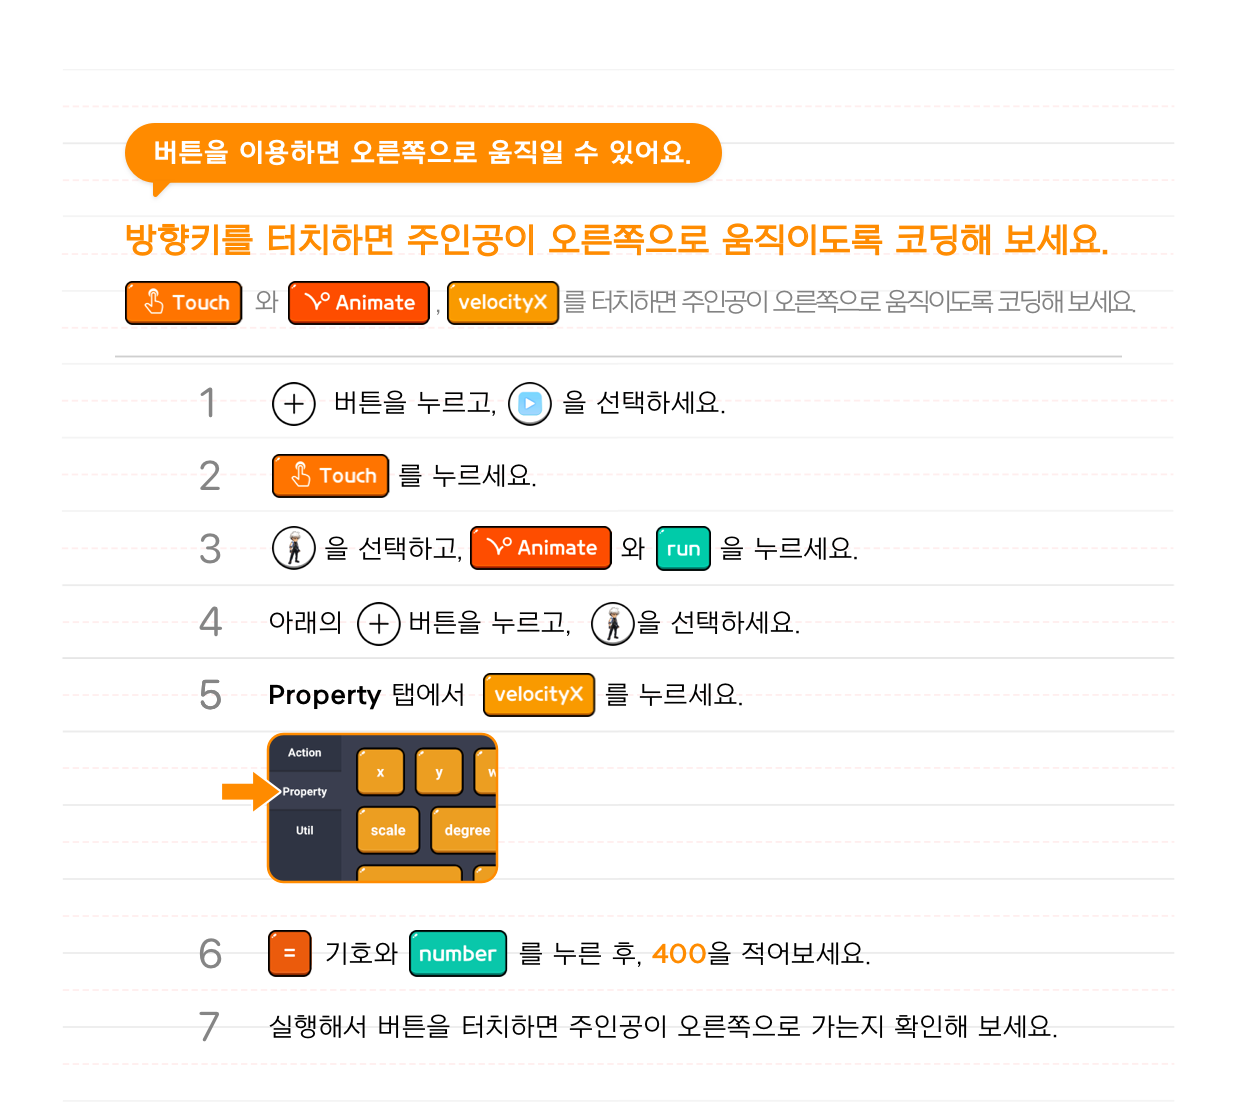 버튼을 이용하면 오른쪽으로 움직일 수 있어요.
방향키를 터치하면 주인공이 오른쪽으로 움직이도록 코딩해 보세요.
Touch 와 Animate , velocityX 를 터치하면 주인공이 오른쪽으로 움직이도록 코딩해 보세요.
1 + 버튼을 누르고, 을 선택하세요.
2 Touch 를 누르세요.
3 을 선택하고, Animate 와 run 을 누르세요.
4 아래의 + 버튼을 누르고, 을 선택하세요.
5 Property 탭에서 velocityX 를 누르세요.
Action
x y w
Property
Util
scale degree
6 = 기호와 number 를 누른 후, 400을 적어보세요.
7 실행해서 버튼을 터치하면 주인공이 오른쪽으로 가는지 확인해 보세요.